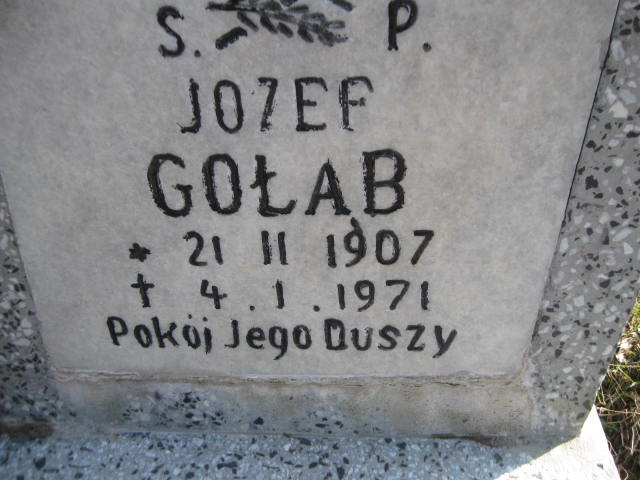 S. P.
JOZEF
GOŁĄB
* 21 II 1907
† 4.1.1971
Pokój Jego Duszy